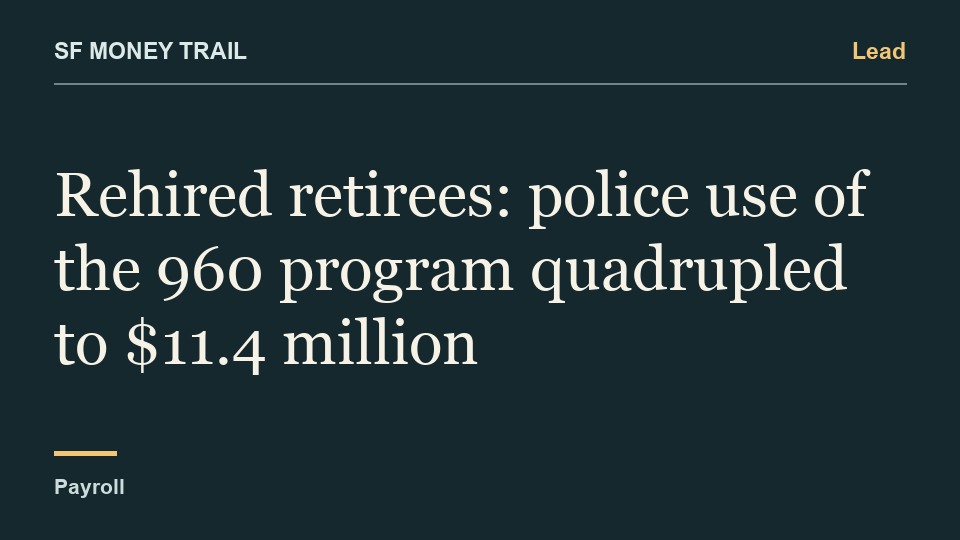 SF MONEY TRAIL
Lead
Rehired retirees: police use of
the 960 program quadrupled
to $11.4 million
Payroll